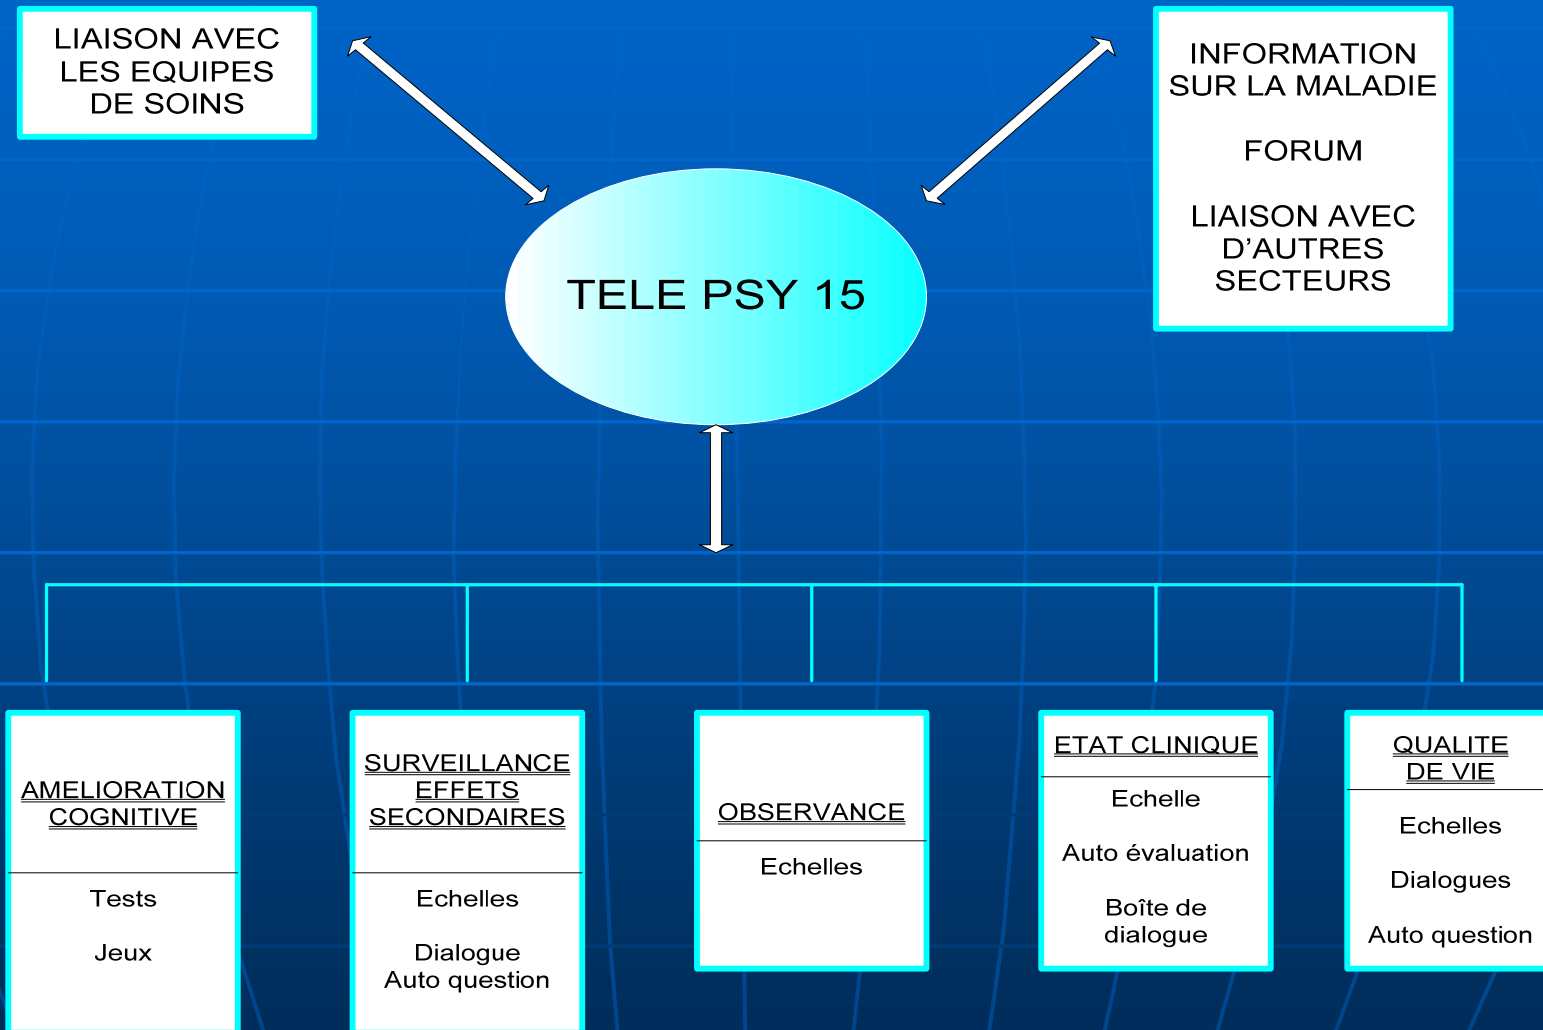 LIAISON AVEC
LES EQUIPES
DE SOINS
INFORMATION
SUR LA MALADIE
FORUM
LIAISON AVEC
D’AUTRES
SECTEURS
TELE PSY 15
AMELIORATION
COGNITIVE
Tests
Jeux
SURVEILLANCE
EFFETS
SECONDAIRES
Echelles
Dialogue
Auto question
OBSERVANCE
Echelles
ETAT CLINIQUE
Echelle
Auto évaluation
Boîte de
dialogue
QUALITE
DE VIE
Echelles
Dialogues
Auto question